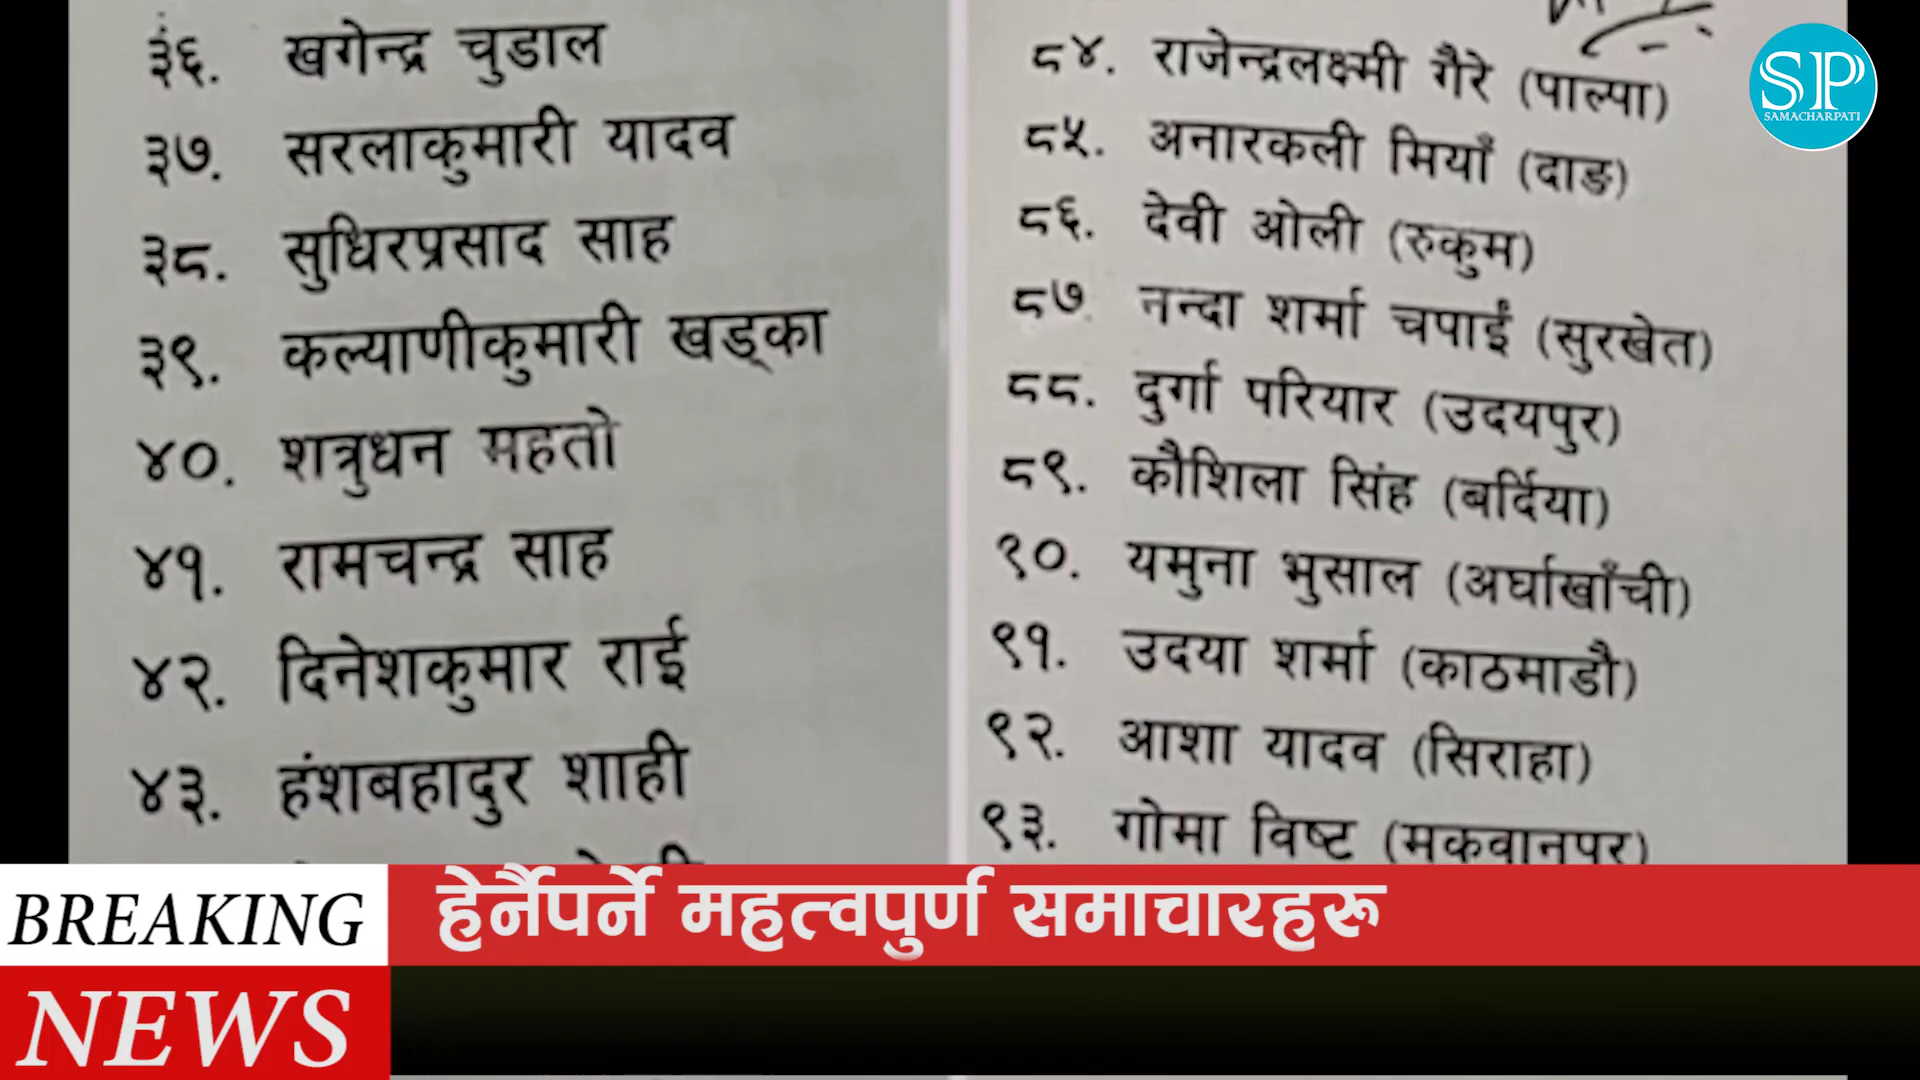 ३६. खगेन्द्र चुडाल
३७. सरलाकुमारी यादव
३८. सुधिरप्रसाद साह
३९. कल्याणीकुमारी खड्का
४०. शत्रुधन महतो
४१. रामचन्द्र साह
४२. दिनेशकुमार राई
४३. हंशबहादुर शाही
८४. राजेन्द्रलक्ष्मी गैरे (पाल्पा)
८५. अनारकली मियाँ (दाङ)
८६. देवी ओली (रुकुम)
८७. नन्दा शर्मा चपाईं (सुरखेत)
८८. दुर्गा परियार (उदयपुर)
८९. कौशिला सिंह (बर्दिया)
९०. यमुना भुसाल (अर्घाखाँची)
९१. उदया शर्मा (काठमाडौ)
९२. आशा यादव (सिराहा)
९३. गोमा विष्ट (मकवानपुर)
SP
SAMACHARPATI
BREAKING
NEWS
हेर्नैपर्ने महत्वपुर्ण समाचारहरू